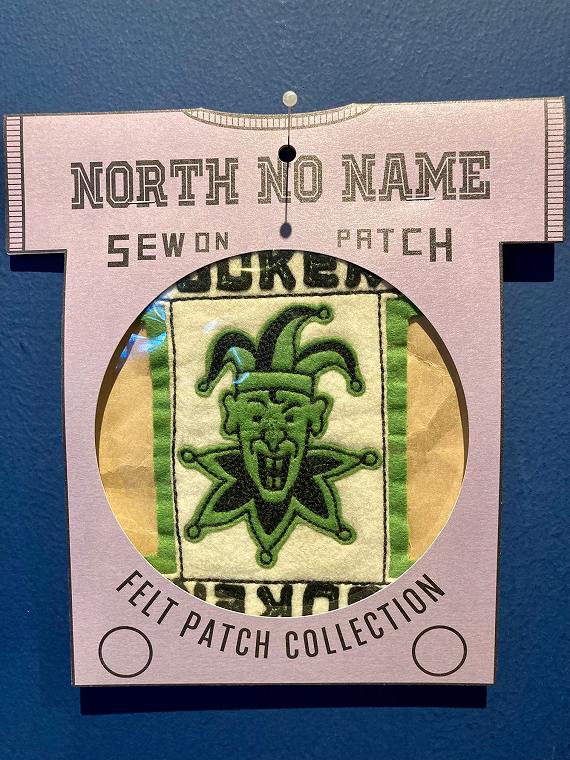 NORTH NO NAME
SEW ON PATCH
FELT PATCH COLLECTION